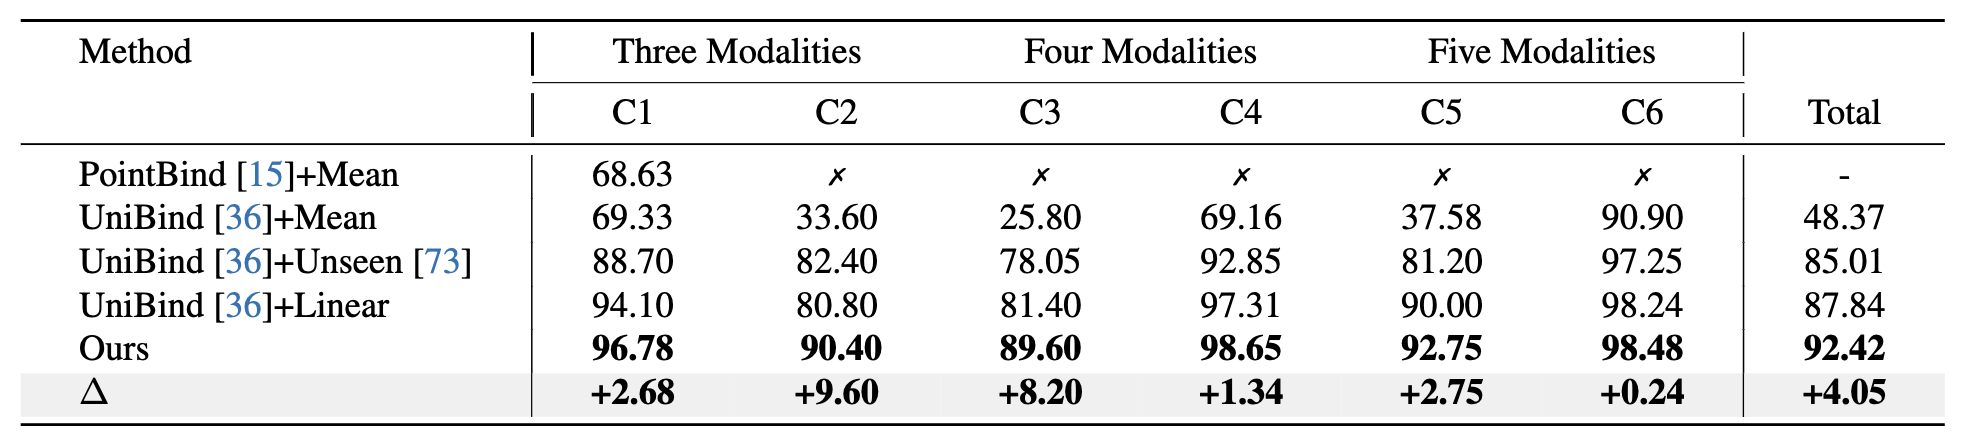 Method Three Modalities Four Modalities Five Modalities
C1 C2 C3 C4 C5 C6 Total
PointBind [15]+Mean 68.63 ✗ ✗ ✗ ✗ ✗ -
UniBind [36]+Mean 69.33 33.60 25.80 69.16 37.58 90.90 48.37
UniBind [36]+Unseen [73] 88.70 82.40 78.05 92.85 81.20 97.25 85.01
UniBind [36]+Linear 94.10 80.80 81.40 97.31 90.00 98.24 87.84
Ours 96.78 90.40 89.60 98.65 92.75 98.48 92.42
Δ +2.68 +9.60 +8.20 +1.34 +2.75 +0.24 +4.05